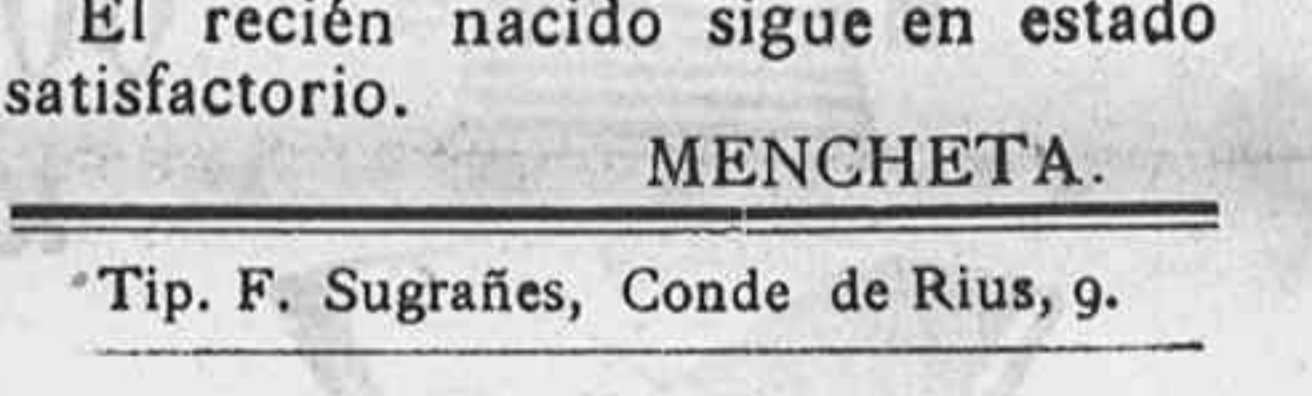 El recién nacido sigue en estado
satisfactorio.
MENCHETA.
Tip. F. Sugrañes, Conde de Rius, 9.